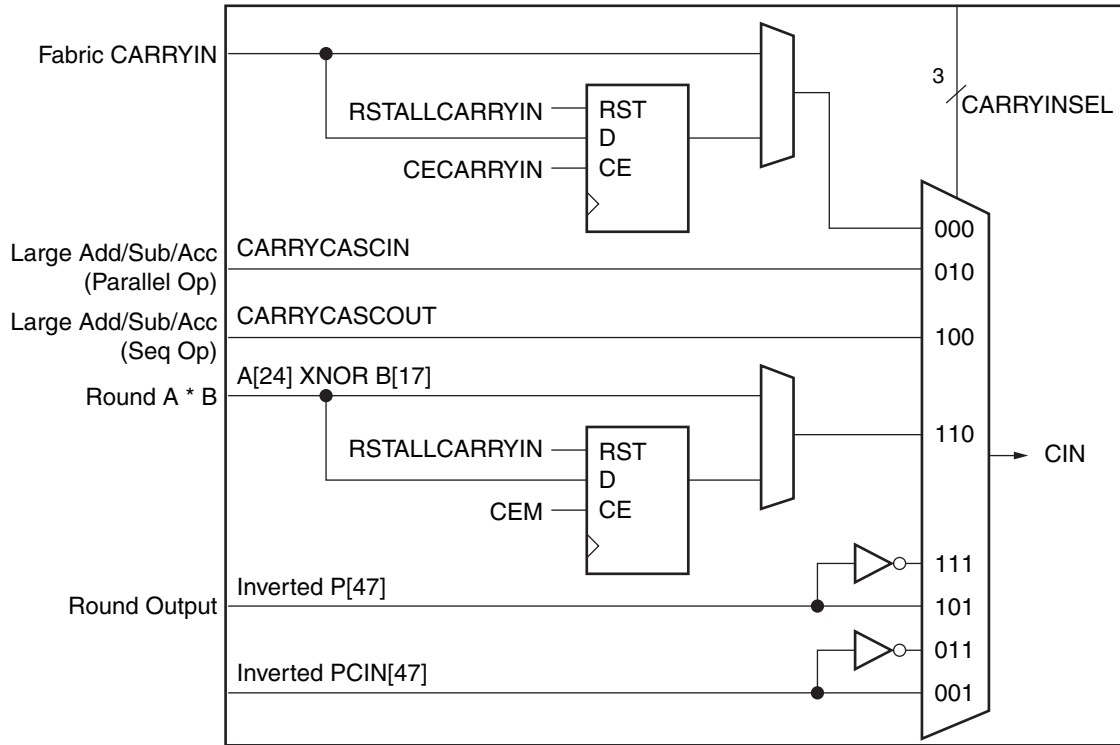 Fabric CARRYIN
3
CARRYINSEL
RSTALLCARRYIN
RST
D
CECARRYIN
CE
000
Large Add/Sub/Acc
(Parallel Op)
CARRYCASCIN
010
Large Add/Sub/Acc
(Seq Op)
CARRYCASCOUT
100
Round A * B
A[24] XNOR B[17]
110
RSTALLCARRYIN
RST
D
CEM
CE
CIN
111
Round Output
Inverted P[47]
101
011
Inverted PCIN[47]
001